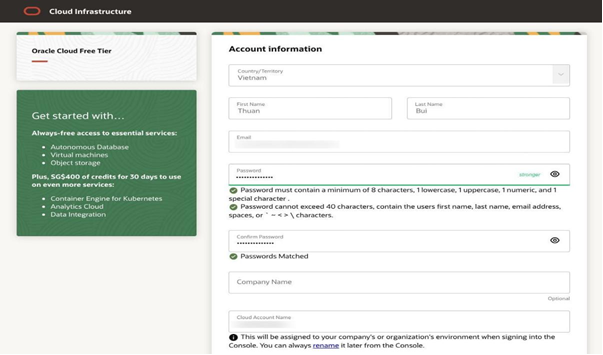 Cloud Infrastructure
Oracle Cloud Free Tier
Get started with...
Always-free access to essential services:
• Autonomous Database
• Virtual machines
• Object storage
Plus, SG$400 of credits for 30 days to use
on even more services:
• Container Engine for Kubernetes
• Analytics Cloud
• Data Integration
Account information
Country/Territory
Vietnam
First Name
Thuan
Last Name
Bui
Email
Password
••••••••••••••
stronger
Password must contain a minimum of 8 characters, 1 lowercase, 1 uppercase, 1 numeric, and 1
special character .
Password cannot exceed 40 characters, contain the users first name, last name, email address,
spaces, or ` ~ < > \ characters.
Confirm Password
••••••••••••••
Passwords Matched
Company Name
Optional
Cloud Account Name
This will be assigned to your company's or organization's environment when signing into the
Console. You can always rename it later from the Console.